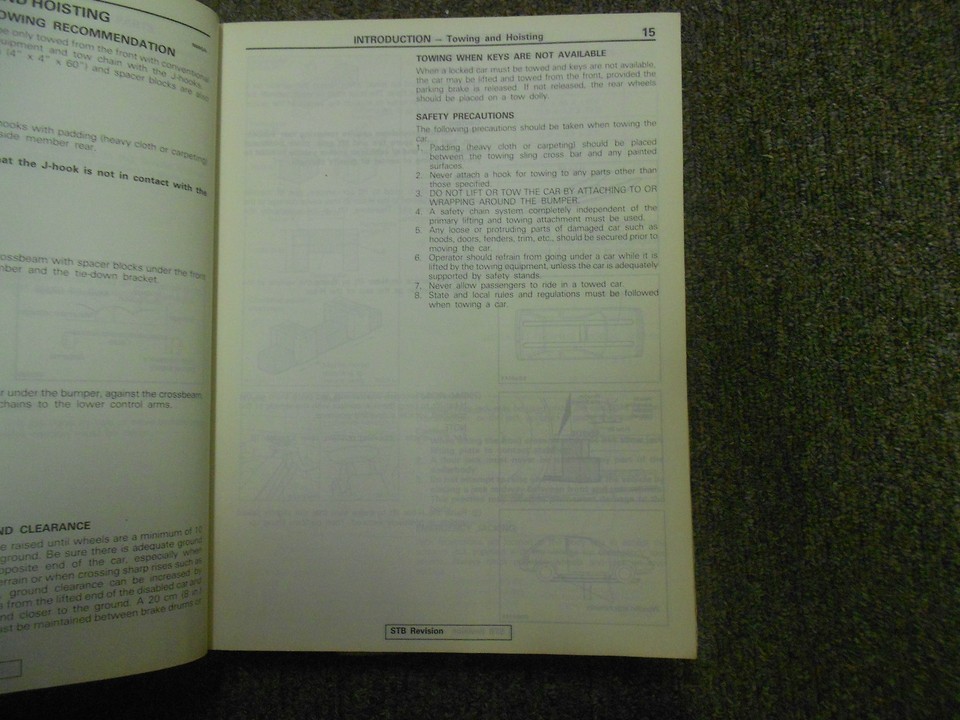 ND HOISTING
OWING RECOMMENDATION
e only towed from the front with conventional
uipment and tow chain with the J-hooks.
(4" x 4" x 60") and spacer blocks are also
hooks with padding (heavy cloth or carpeting)
side member rear.
at the J-hook is not in contact with the
ossbeam with spacer blocks under the front
mber and the tie-down bracket.
r under the bumper, against the crossbeam.
chains to the lower control arms.
ND CLEARANCE
e raised until wheels are a minimum of 10
ground. Be sure there is adequate ground
opposite end of the car, especially when
errain or when crossing sharp rises such as
ground clearance can be increased by
from the lifted end of the disabled car and
nd closer to the ground. A 20 cm (8 in.)
ust be maintained between brake drums or
INTRODUCTION – Towing and Hoisting 15
TOWING WHEN KEYS ARE NOT AVAILABLE
When a locked car must be towed and keys are not available,
the car may be lifted and towed from the front, provided the
parking brake is released. If not released, the rear wheels
should be placed on a tow dolly.
SAFETY PRECAUTIONS
The following precautions should be taken when towing the
car.
1. Padding (heavy cloth or carpeting) should be placed
between the towing sling cross bar and any painted
surfaces.
2. Never attach a hook for towing to any parts other than
those specified.
3. DO NOT LIFT OR TOW THE CAR BY ATTACHING TO OR
WRAPPING AROUND THE BUMPER.
4. A safety chain system completely independent of the
primary lifting and towing attachment must be used.
5. Any loose or protruding parts of damaged car such as
hoods, doors, fenders, trim, etc., should be secured prior to
moving the car.
6. Operator should refrain from going under a car while it is
lifted by the towing equipment, unless the car is adequately
supported by safety stands.
7. Never allow passengers to ride in a towed car.
8. State and local rules and regulations must be followed
when towing a car.
STB Revision